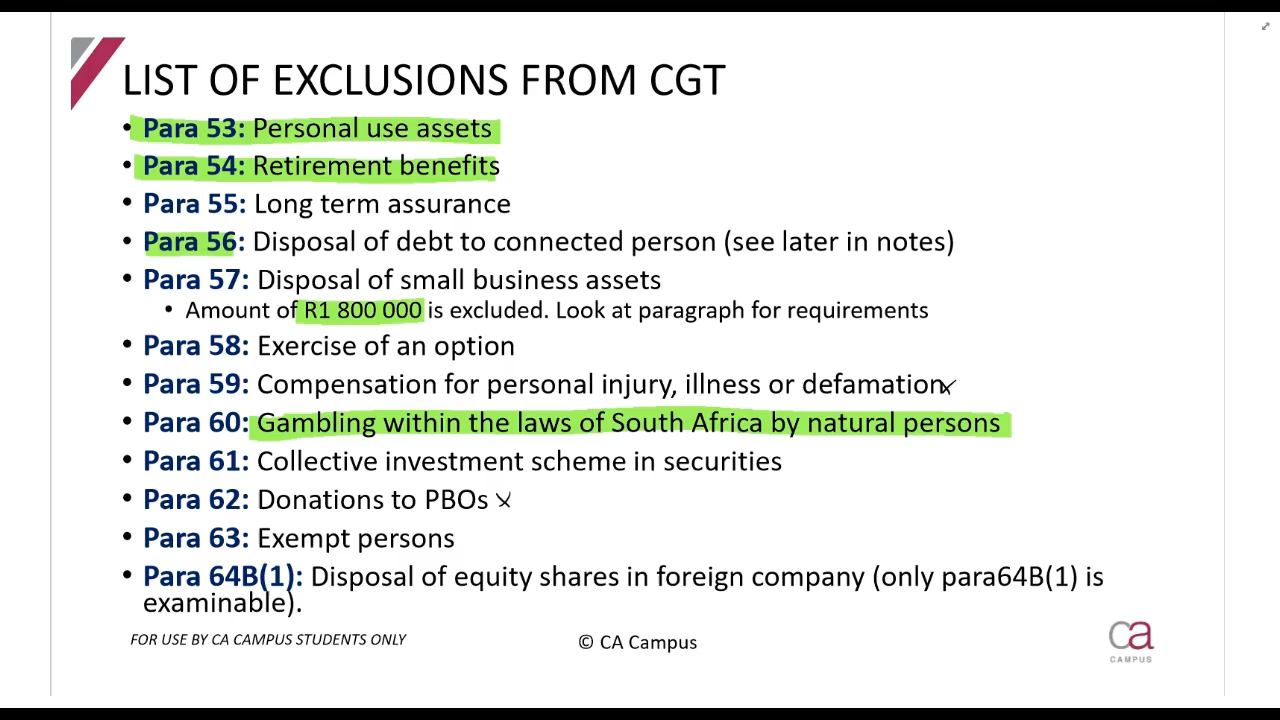 LIST OF EXCLUSIONS FROM CGT
• Para 53: Personal use assets
• Para 54: Retirement benefits
• Para 55: Long term assurance
• Para 56: Disposal of debt to connected person (see later in notes)
• Para 57: Disposal of small business assets
• Amount of R1 800 000 is excluded. Look at paragraph for requirements
• Para 58: Exercise of an option
• Para 59: Compensation for personal injury, illness or defamation
• Para 60: Gambling within the laws of South Africa by natural persons
• Para 61: Collective investment scheme in securities
• Para 62: Donations to PBOs
• Para 63: Exempt persons
• Para 64B(1): Disposal of equity shares in foreign company (only para64B(1) is
examinable).
FOR USE BY CA CAMPUS STUDENTS ONLY
© CA Campus
ca
CAMPUS